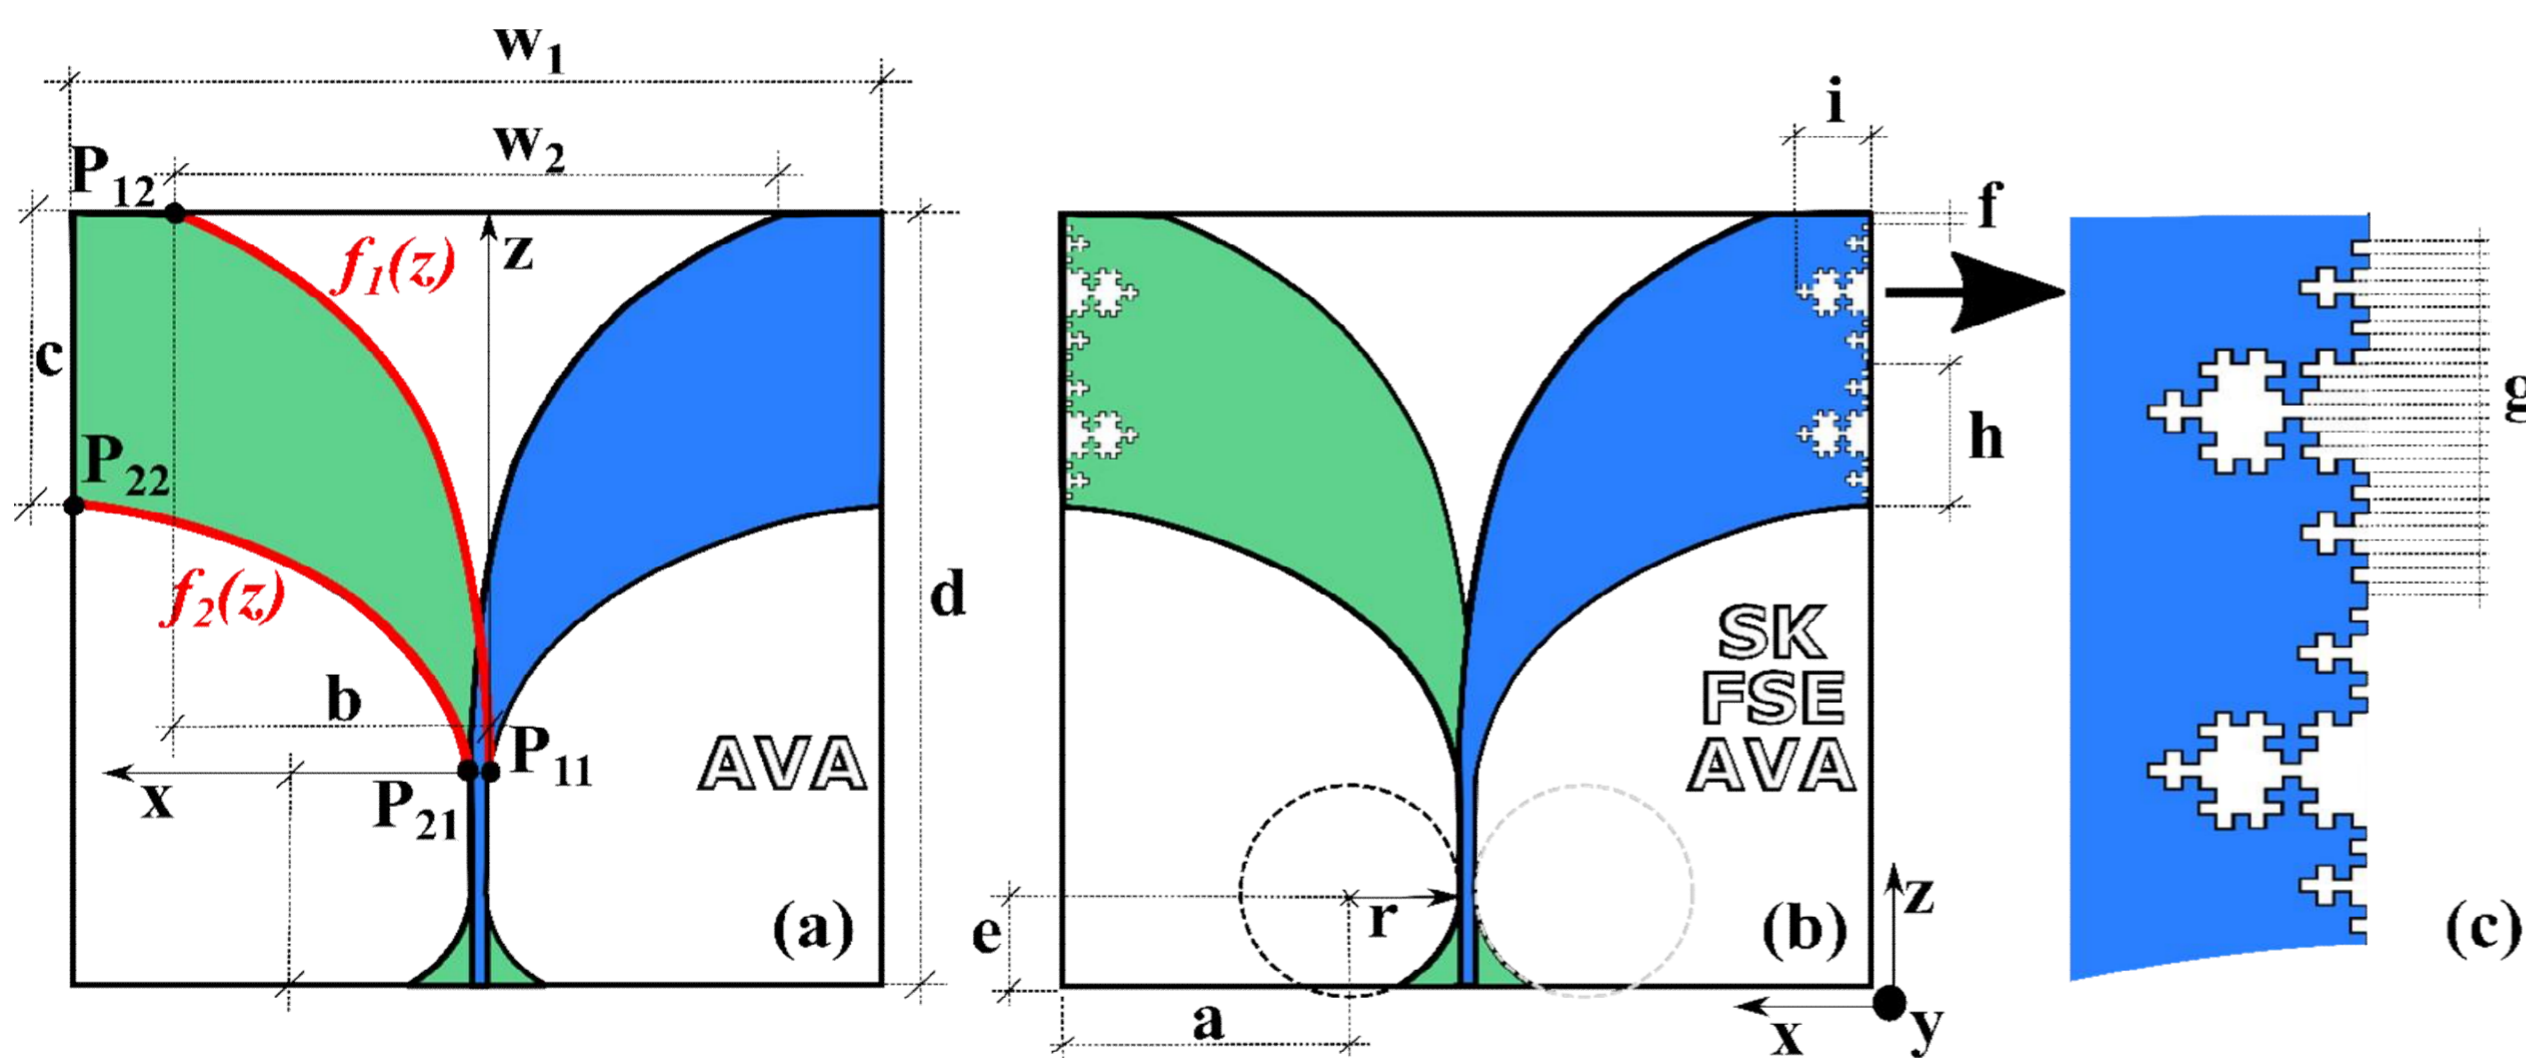 w1
w2
P12
f1(z)
z
c
P22
f2(z)
b
d
P11
x
P21
AVA
(a)
i
f
h
SK
FSE
AVA
e
r
(b)
z
a
x
y
g
(c)